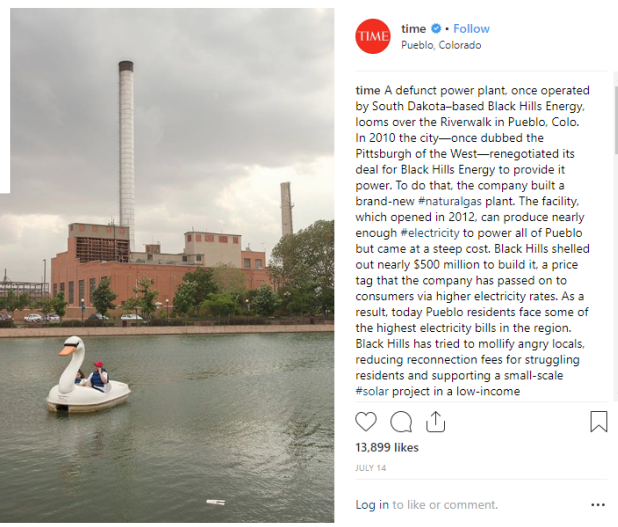 TIME
time • Follow
Pueblo, Colorado
time A defunct power plant, once operated
by South Dakota–based Black Hills Energy,
looms over the Riverwalk in Pueblo, Colo.
In 2010 the city—once dubbed the
Pittsburgh of the West—renegotiated its
deal for Black Hills Energy to provide it
power. To do that, the company built a
brand-new #naturalgas plant. The facility,
which opened in 2012, can produce nearly
enough #electricity to power all of Pueblo
but came at a steep cost. Black Hills shelled
out nearly $500 million to build it, a price
tag that the company has passed on to
consumers via higher electricity rates. As a
result, today Pueblo residents face some of
the highest electricity bills in the region.
Black Hills has tried to mollify angry locals,
reducing reconnection fees for struggling
residents and supporting a small-scale
#solar project in a low-income
13,899 likes
JULY 14
Log in to like or comment.